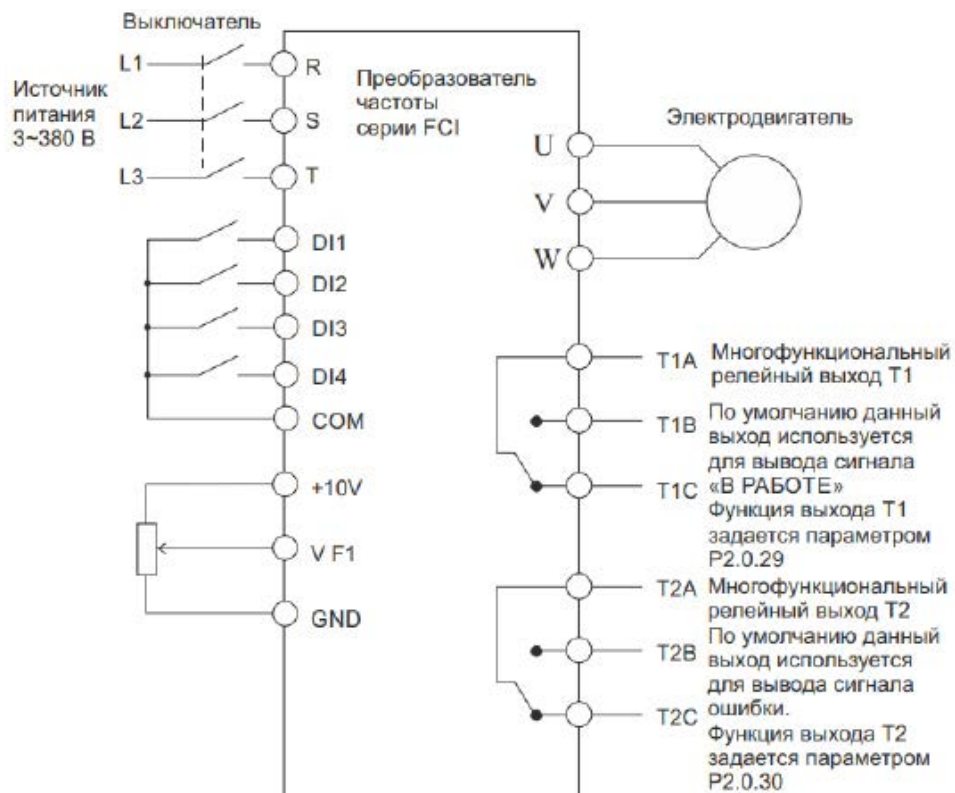 Выключатель
L1
R
Источник
питания
3~380 В
L2
S
L3
T
Преобразователь
частоты
серии FCI
Электродвигатель
U
V
W
DI1
DI2
DI3
DI4
COM
+10V
V F1
GND
T1A
Многофункциональный
релейный выход T1
T1B
По умолчанию данный
выход используется
для вывода сигнала
T1C
«В РАБОТЕ»
Функция выхода T1
задается параметром
P2.0.29
T2A
Многофункциональный
релейный выход T2
T2B
По умолчанию данный
выход используется
для вывода сигнала
T2C
ошибки.
Функция выхода T2
задается параметром
P2.0.30